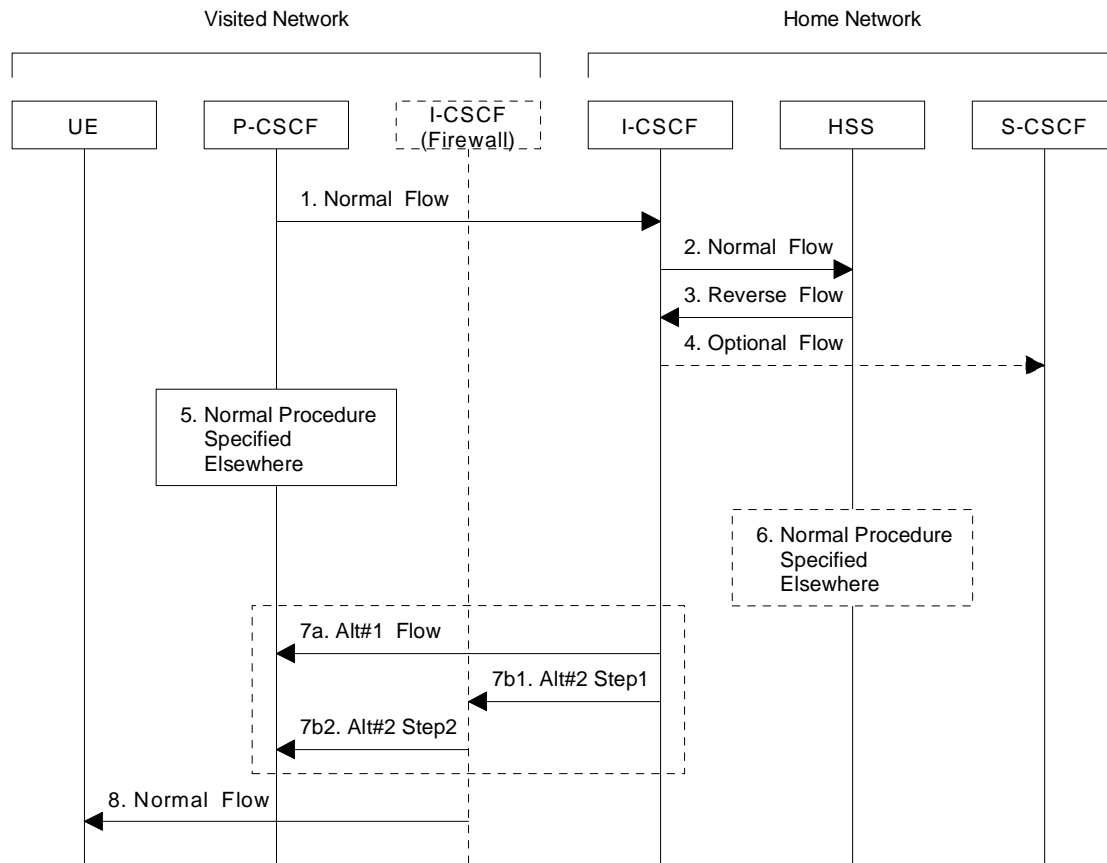 Visited Network
Home Network
UE
P-CSCF
I-CSCF
(Firewall)
I-CSCF
HSS
S-CSCF
1. Normal Flow
2. Normal Flow
3. Reverse Flow
4. Optional Flow
5. Normal Procedure
Specified
Elsewhere
6. Normal Procedure
Specified
Elsewhere
7a. Alt#1 Flow
7b1. Alt#2 Step1
7b2. Alt#2 Step2
8. Normal Flow